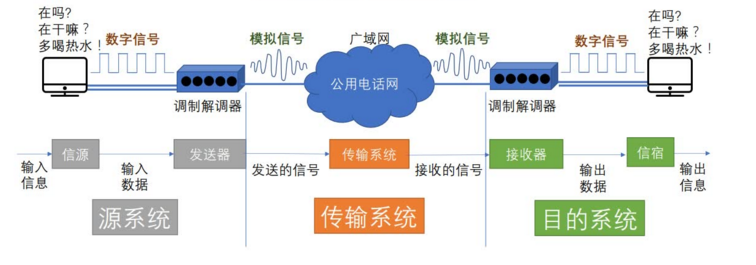 在吗?
在干嘛?
多喝热水!
数字信号
模拟信号
广域网
模拟信号
数字信号
在吗?
在干嘛?
多喝热水!
公用电话网
调制解调器
调制解调器
信源
发送器
传输系统
接收器
信宿
输入
信息
输入
数据
发送的信号
接收的信号
输出
数据
输出
信息
源系统
传输系统
目的系统